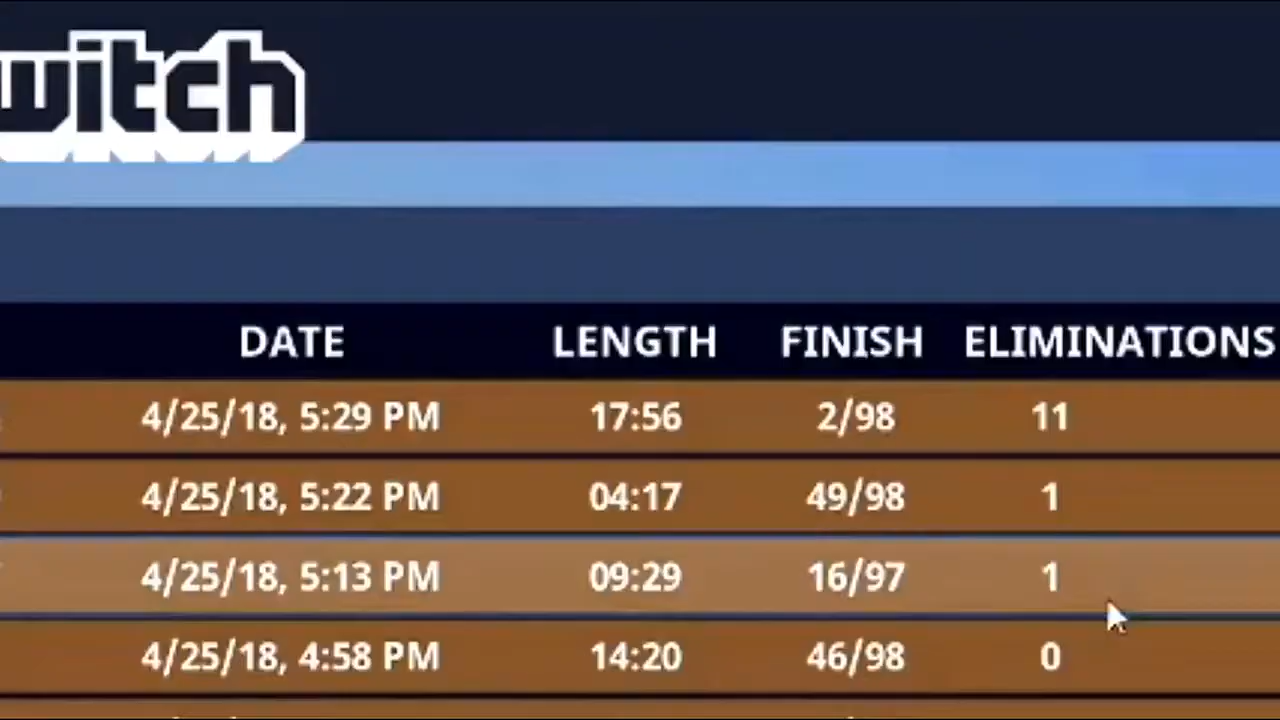 witch
DATE LENGTH FINISH ELIMINATIONS
4/25/18, 5:29 PM 17:56 2/98 11
4/25/18, 5:22 PM 04:17 49/98 1
4/25/18, 5:13 PM 09:29 16/97 1
4/25/18, 4:58 PM 14:20 46/98 0